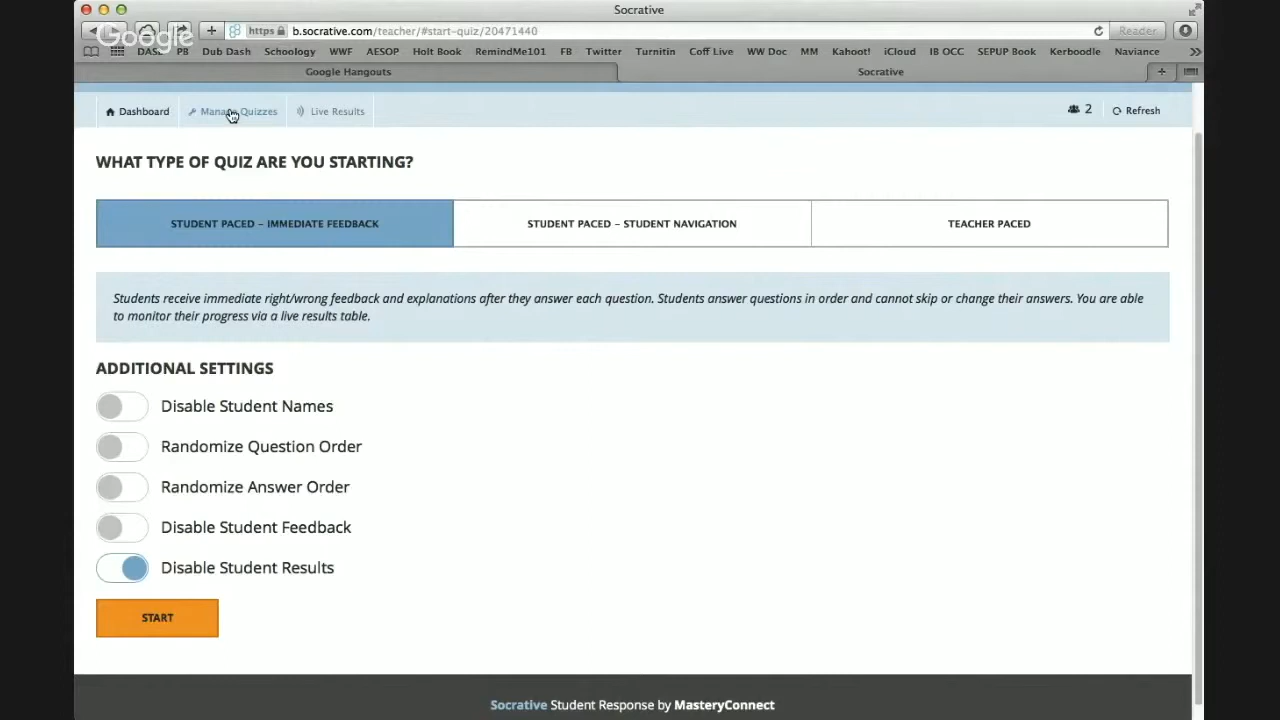 Socrative
Google
https b.socrative.com/teacher/#start-quiz/20471440
Reader
DASL PB Dub Dash Schoology WWF AESOP Holt Book RemindMe101 FB Twitter Turnitin Coff Live WW Doc MM Kahoot! iCloud IB OCC SEPUP Book Kerboodle Naviance
Google Hangouts
Socrative
Dashboard
Manage Quizzes
Live Results
2
Refresh
WHAT TYPE OF QUIZ ARE YOU STARTING?
STUDENT PACED – IMMEDIATE FEEDBACK
STUDENT PACED – STUDENT NAVIGATION
TEACHER PACED
Students receive immediate right/wrong feedback and explanations after they answer each question. Students answer questions in order and cannot skip or change their answers. You are able
to monitor their progress via a live results table.
ADDITIONAL SETTINGS
Disable Student Names
Randomize Question Order
Randomize Answer Order
Disable Student Feedback
Disable Student Results
START
Socrative Student Response by MasteryConnect